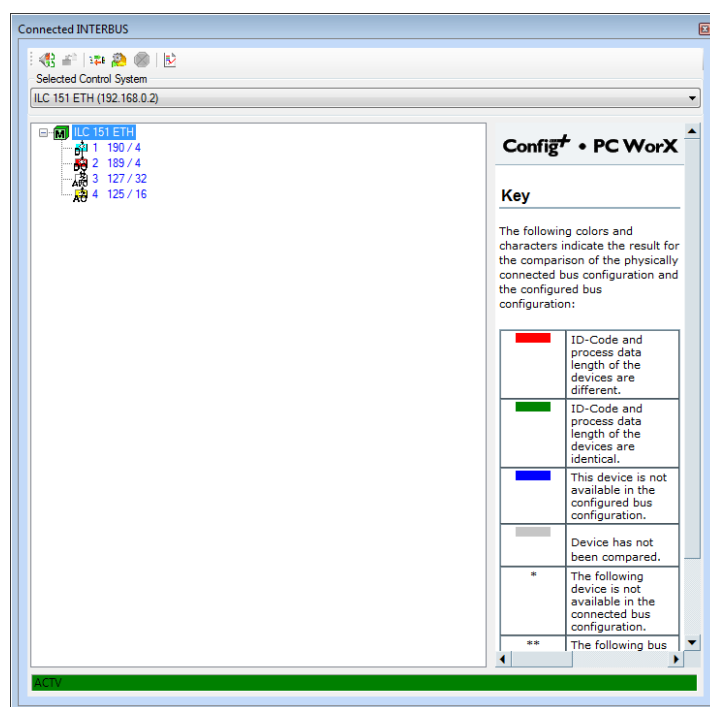 Connected INTERBUS
Selected Control System
ILC 151 ETH (192.168.0.2)
M ILC 151 ETH
DI 1 190 / 4
DO 2 189 / 4
3 127 / 32
AO 4 125 / 16
Config+ • PC WorX
Key
The following colors and
characters indicate the result for
the comparison of the physically
connected bus configuration and
the configured bus
configuration:
ID-Code and
process data
length of the
devices are
different.
ID-Code and
process data
length of the
devices are
identical.
This device is not
available in the
configured bus
configuration.
Device has not
been compared.
* The following
device is not
available in the
connected bus
configuration.
** The following bus
ACTV